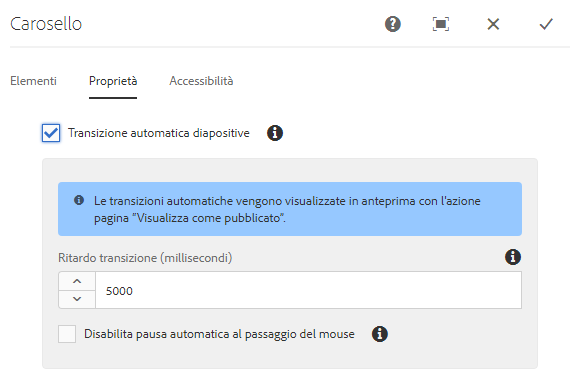 Carosello
Elementi Proprietà Accessibilità
Transizione automatica diapositive
Le transizioni automatiche vengono visualizzate in anteprima con l'azione
pagina "Visualizza come pubblicato".
Ritardo transizione (millisecondi)
5000
Disabilita pausa automatica al passaggio del mouse